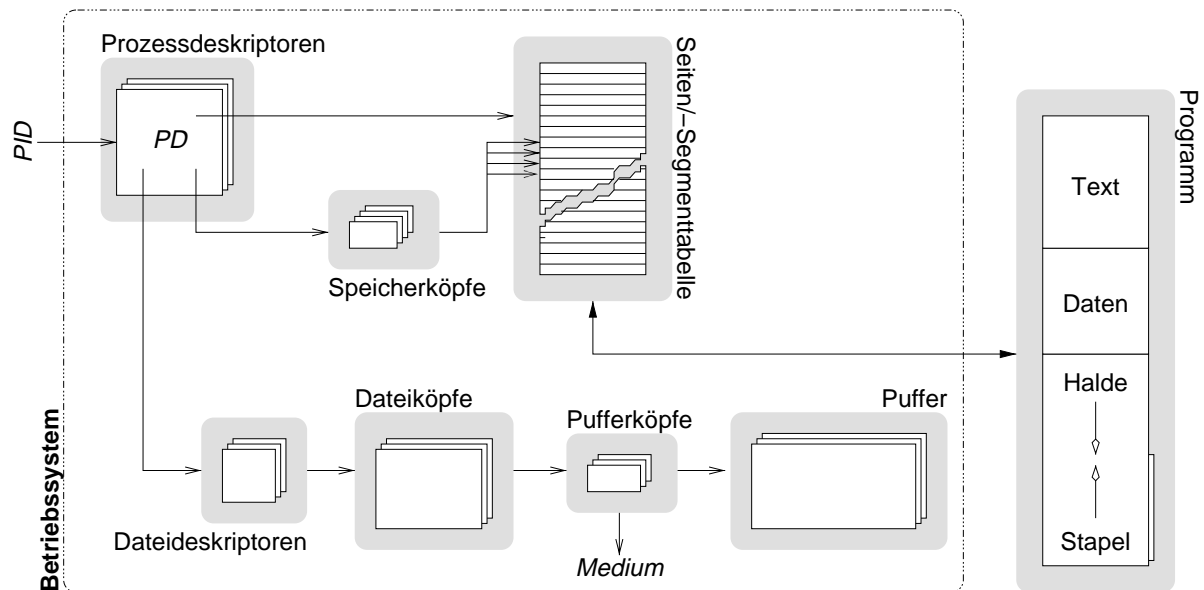 Prozessdeskriptoren
PID
PD
Seiten/−Segmenttabelle
Speicherköpfe
Programm
Text
Daten
Halde
Stapel
Dateiköpfe
Pufferköpfe
Puffer
Dateideskriptoren
Medium
Betriebssystem